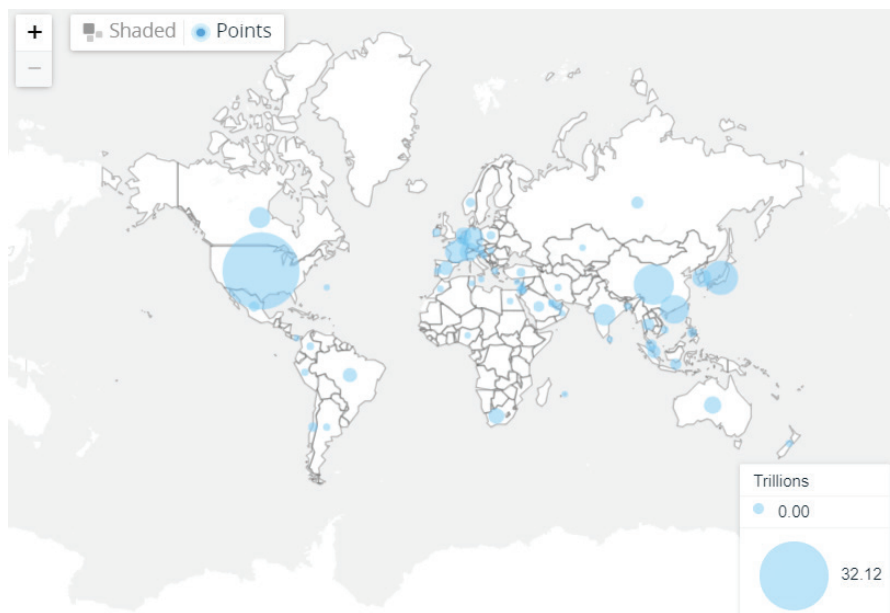 +
Shaded
Points
−
Trillions
0.00
32.12